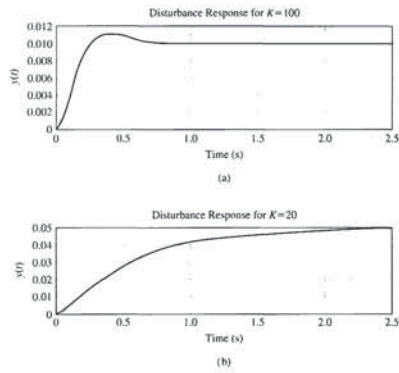 Disturbance Response for K=100
0.012
0.010
0.008
0.006
0.004
0.002
0
y(t)
0 0.5 1.0 1.5 2.0 2.5
Time (s)
(a)
Disturbance Response for K=20
0.05
0.04
0.03
0.02
0.01
0
y(t)
0 0.5 1.0 1.5 2.0 2.5
Time (s)
(b)